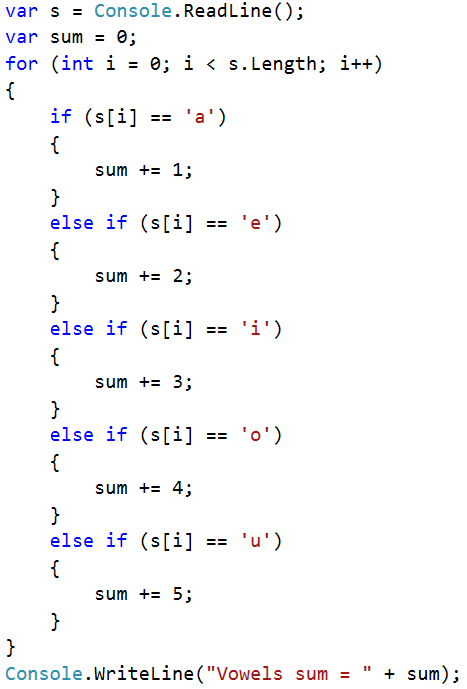 var s = Console.ReadLine();
var sum = 0;
for (int i = 0; i < s.Length; i++)
{
    if (s[i] == 'a')
    {
        sum += 1;
    }
    else if (s[i] == 'e')
    {
        sum += 2;
    }
    else if (s[i] == 'i')
    {
        sum += 3;
    }
    else if (s[i] == 'o')
    {
        sum += 4;
    }
    else if (s[i] == 'u')
    {
        sum += 5;
    }
}
Console.WriteLine("Vowels sum = " + sum);